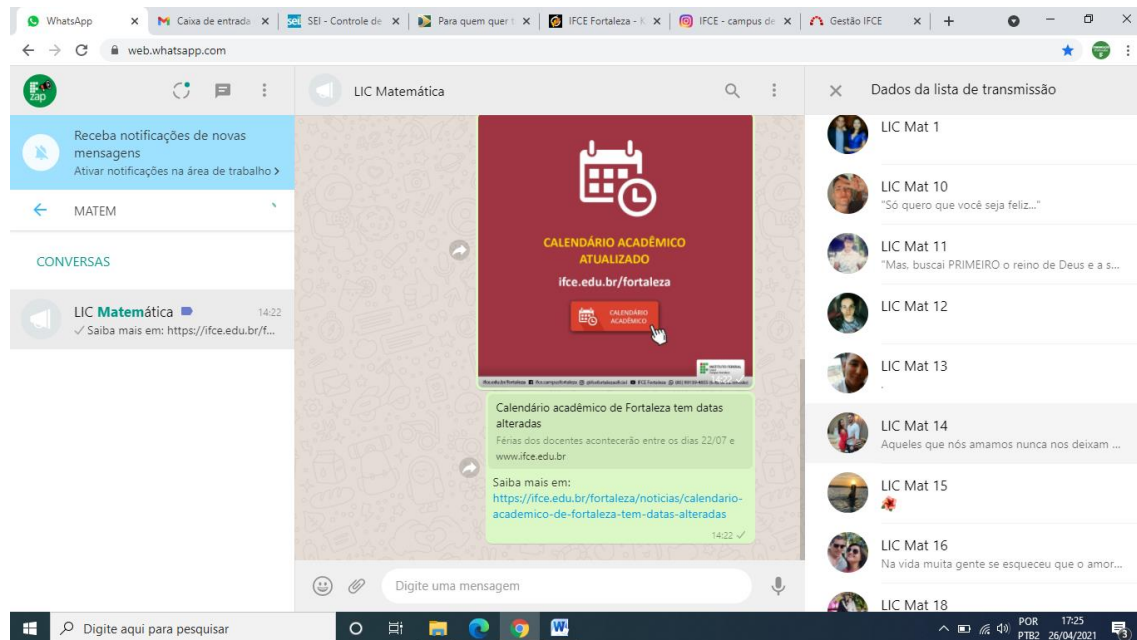 WhatsApp
Caixa de entrada
sei. SEI - Controle de
Para quem quer t
IFCE Fortaleza - K
IFCE - campus de
Gestão IFCE
web.whatsapp.com
zap
LIC Matemática
Dados da lista de transmissão
Receba notificações de novas
mensagens
Ativar notificações na área de trabalho >
MATEM
CONVERSAS
LIC Matemática
14:22
Saiba mais em: https://ifce.edu.br/f...
CALENDÁRIO ACADÊMICO
ATUALIZADO
ifce.edu.br/fortaleza
CALENDÁRIO
ACADÊMICO
Calendário acadêmico de Fortaleza tem datas
alteradas
Férias dos docentes acontecerão entre os dias 22/07 e
www.ifce.edu.br
Saiba mais em:
https://ifce.edu.br/fortaleza/noticias/calendario-
academico-de-fortaleza-tem-datas-alteradas
14:22
Digite uma mensagem
LIC Mat 1
LIC Mat 10
"Só quero que você seja feliz..."
LIC Mat 11
"Mas, buscai PRIMEIRO o reino de Deus e a s...
LIC Mat 12
LIC Mat 13
.
LIC Mat 14
Aqueles que nós amamos nunca nos deixam ...
LIC Mat 15
LIC Mat 16
Na vida muita gente se esqueceu que o amor...
LIC Mat 18
Digite aqui para pesquisar
POR
PTB2
17:25
26/04/2021